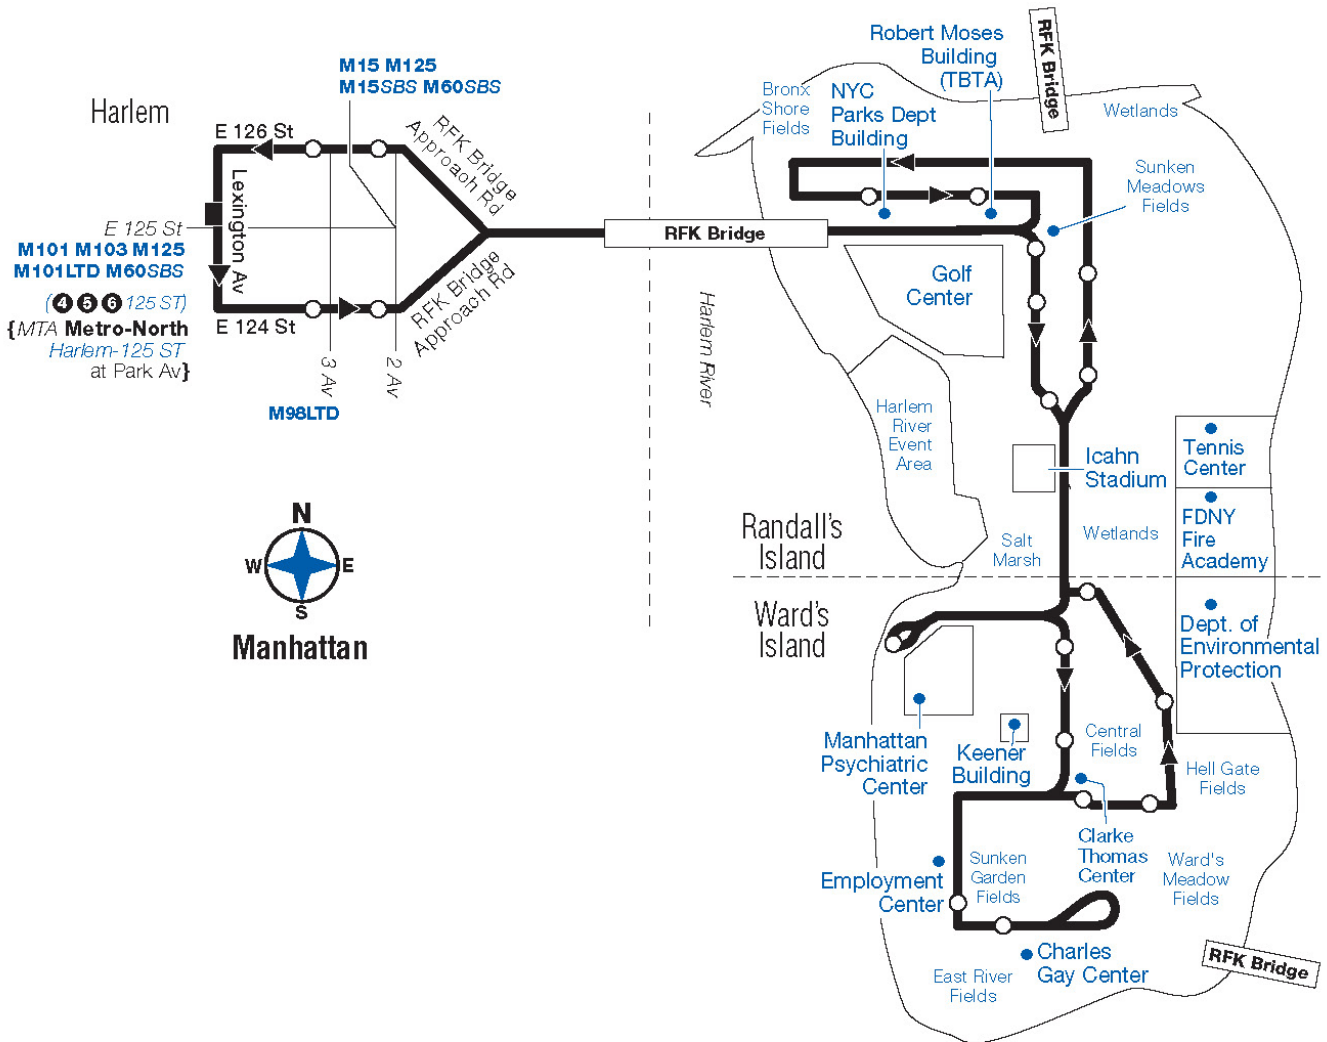 Harlem
M15 M125
M15SBS M60SBS
E 126 St
RFK Bridge
Approach Rd
Lexington Av
E 125 St
M101 M103 M125
M101LTD M60SBS
(4 5 6 125 ST)
{MTA Metro-North
Harlem-125 ST
at Park Av}
E 124 St
RFK Bridge
Approach Rd
3 Av
2 Av
M98LTD
N
W E
S
Manhattan
RFK Bridge
Harlem River
Robert Moses
Building
(TBTA)
RFK Bridge
Bronx
Shore
Fields
NYC
Parks Dept
Building
Wetlands
Sunken
Meadows
Fields
Golf
Center
Harlem
River
Event
Area
Icahn
Stadium
Tennis
Center
FDNY
Fire
Academy
Wetlands
Salt
Marsh
Randall's
Island
Ward's
Island
Dept. of
Environmental
Protection
Manhattan
Psychiatric
Center
Keener
Building
Central
Fields
Hell Gate
Fields
Clarke
Thomas
Center
Ward's
Meadow
Fields
Employment
Center
Sunken
Garden
Fields
Charles
Gay Center
East River
Fields
RFK Bridge